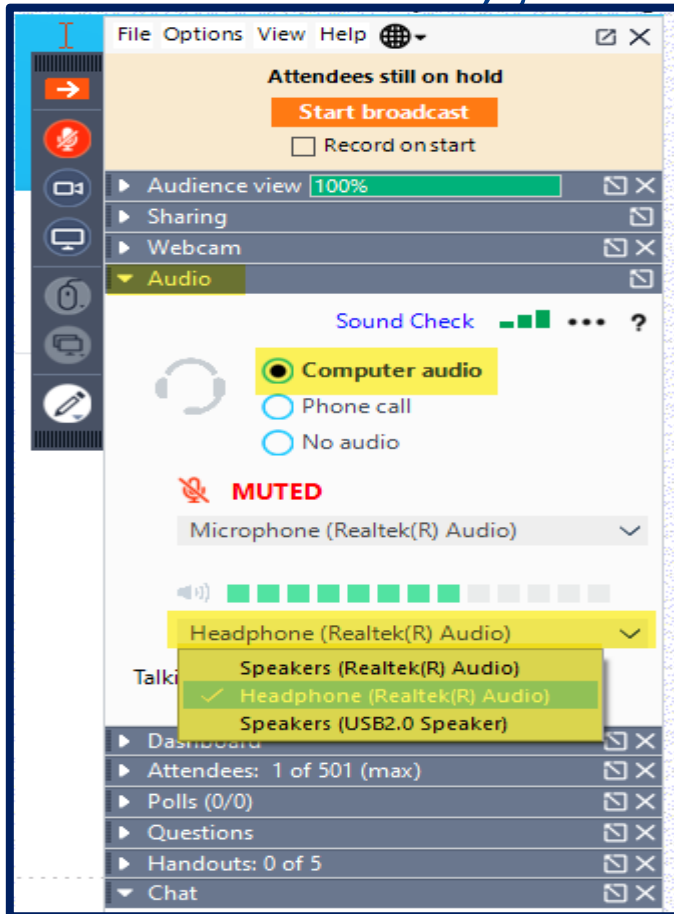 File Options View Help
Attendees still on hold
Start broadcast
Record on start
Audience view 100%
Sharing
Webcam
Audio
Sound Check ?
Computer audio
Phone call
No audio
MUTED
Microphone (Realtek(R) Audio)
Headphone (Realtek(R) Audio)
Speakers (Realtek(R) Audio)
Talki
Headphone (Realtek(R) Audio)
Speakers (USB2.0 Speaker)
Dashboard
Attendees: 1 of 501 (max)
Polls (0/0)
Questions
Handouts: 0 of 5
Chat